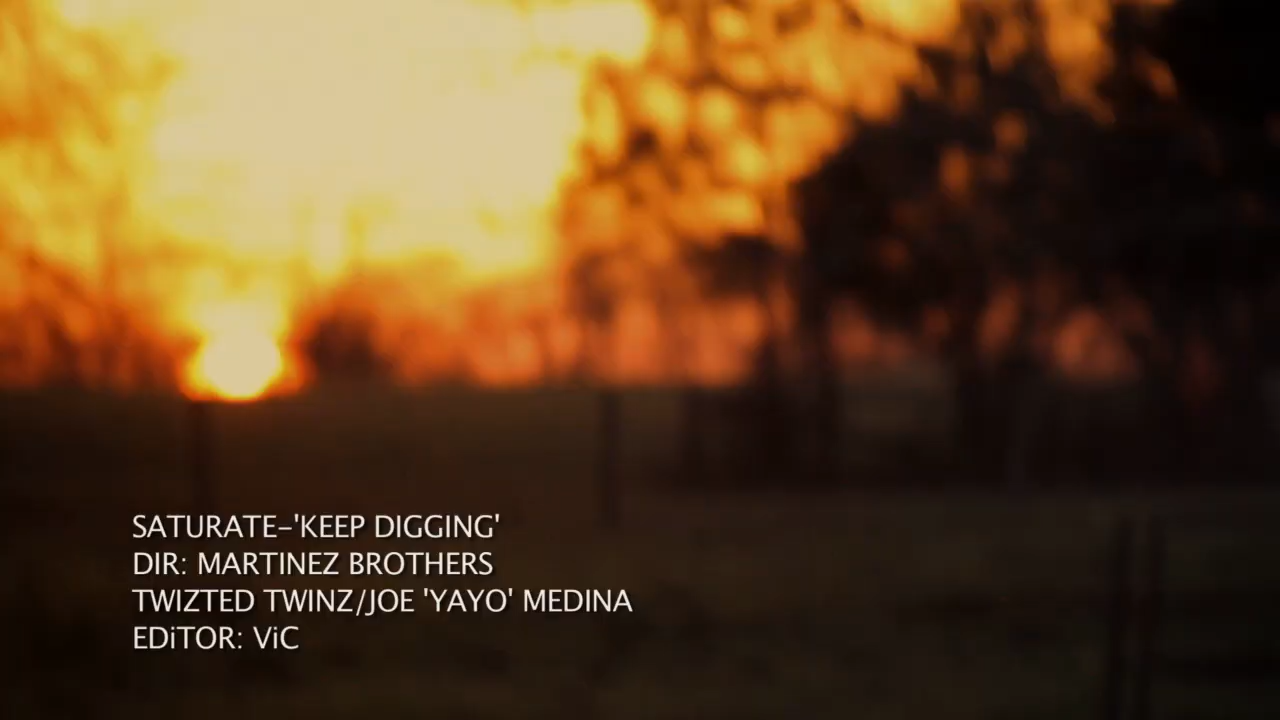 SATURATE-'KEEP DIGGING'
DIR: MARTINEZ BROTHERS
TWIZTED TWINZ/JOE 'YAYO' MEDINA
EDiTOR: ViC